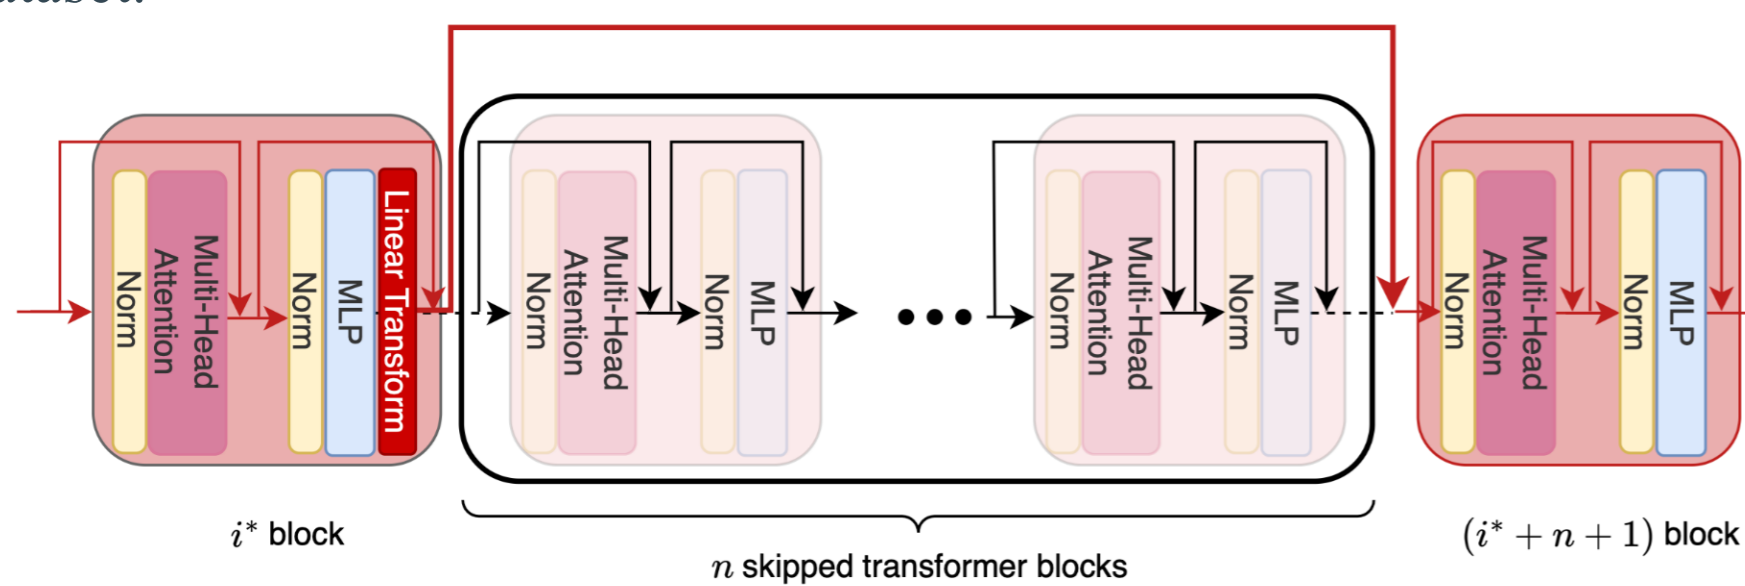 Norm
Multi-Head
Attention
Norm
MLP
Linear Transform
Norm
Multi-Head
Attention
Norm
MLP
•••
Norm
Multi-Head
Attention
Norm
MLP
Norm
Multi-Head
Attention
Norm
MLP
i* block
n skipped transformer blocks
(i* + n + 1) block